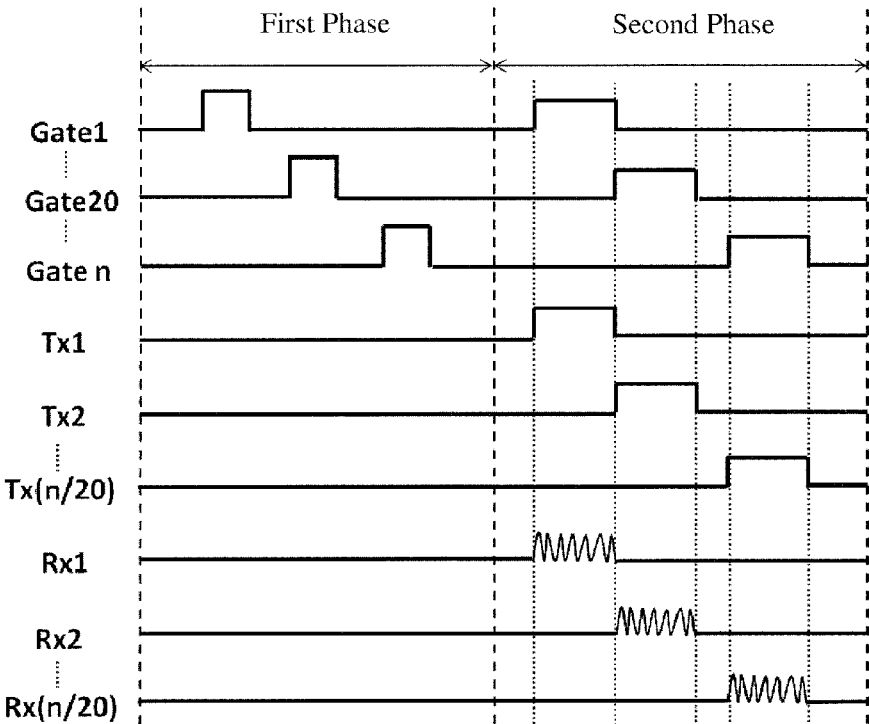 First Phase
Second Phase
Gate1
Gate20
Gate n
Tx1
Tx2
Tx(n/20)
Rx1
Rx2
Rx(n/20)